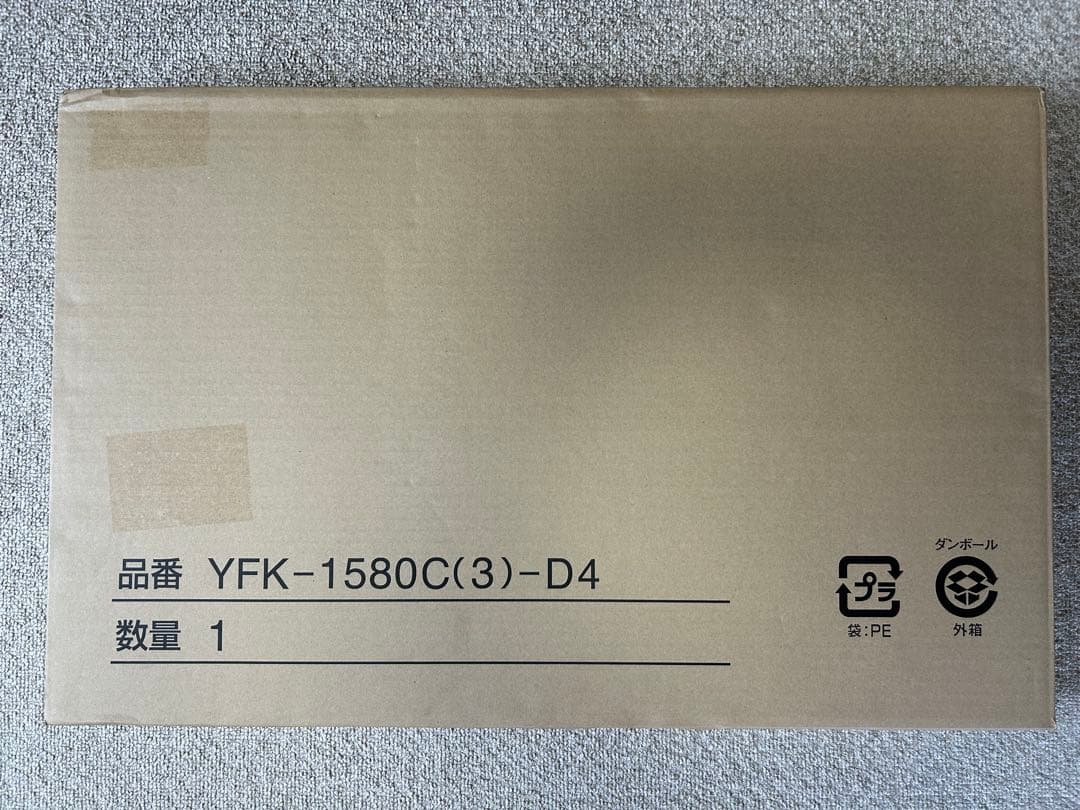 品番 YFK-1580C(3)-D4
数量 1
プラ
袋:PE
ダンボール
外箱